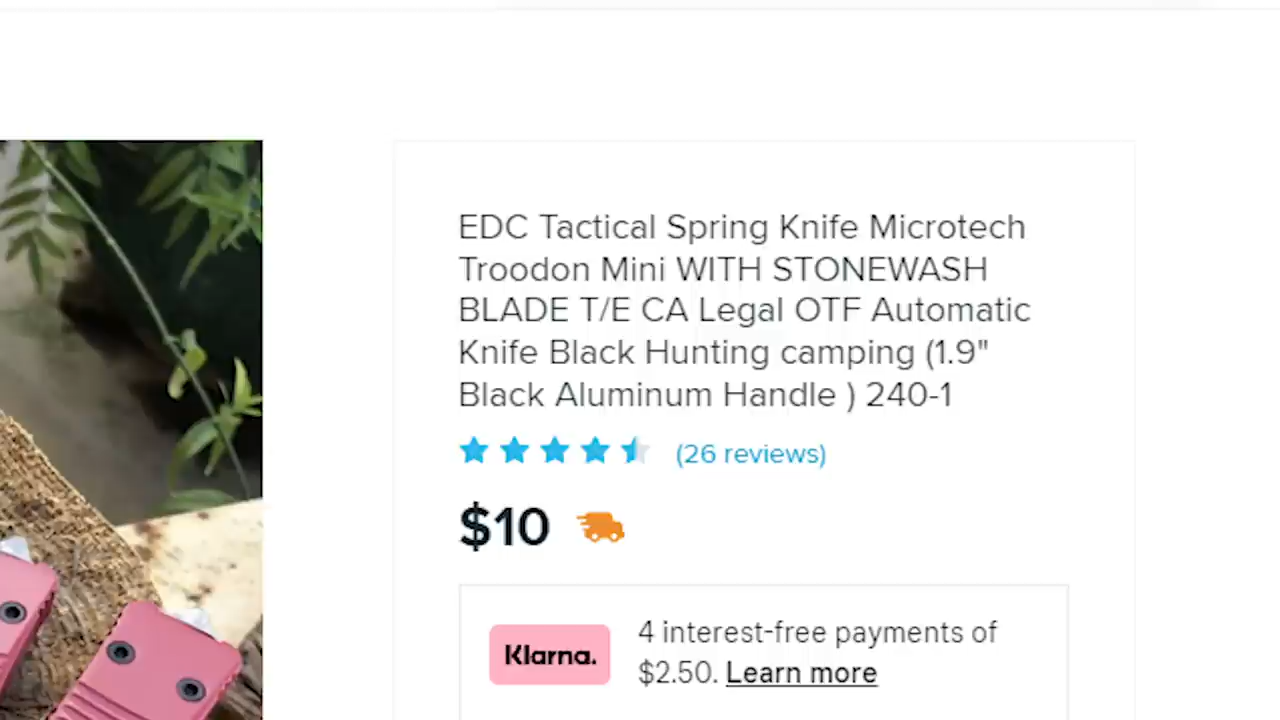 EDC Tactical Spring Knife Microtech
Troodon Mini WITH STONEWASH
BLADE T/E CA Legal OTF Automatic
Knife Black Hunting camping (1.9"
Black Aluminum Handle ) 240-1
(26 reviews)
$10
Klarna.
4 interest-free payments of
$2.50. Learn more